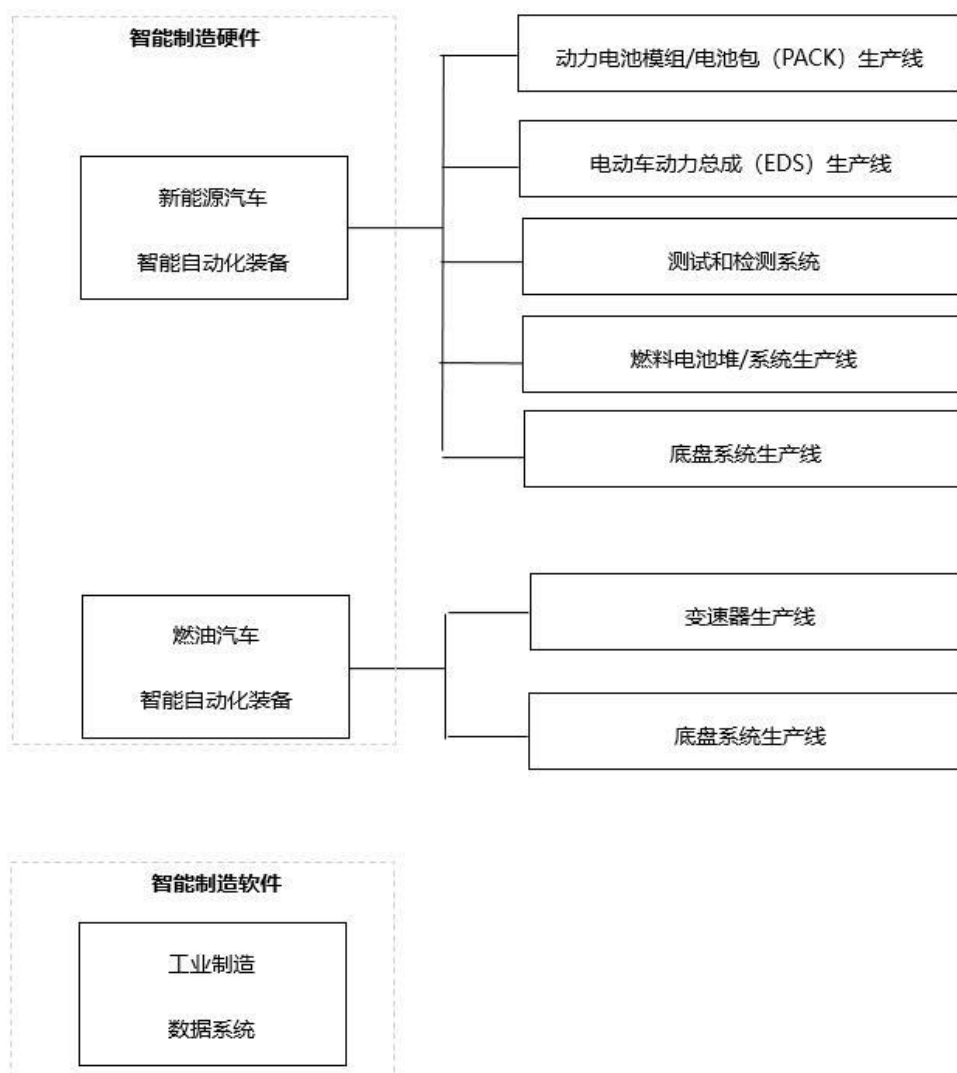 智能制造硬件
动力电池模组/电池包（PACK）生产线
电动车动力总成（EDS）生产线
新能源汽车
智能自动化装备
测试和检测系统
燃料电池堆/系统生产线
底盘系统生产线
燃油汽车
智能自动化装备
变速器生产线
底盘系统生产线
智能制造软件
工业制造
数据系统